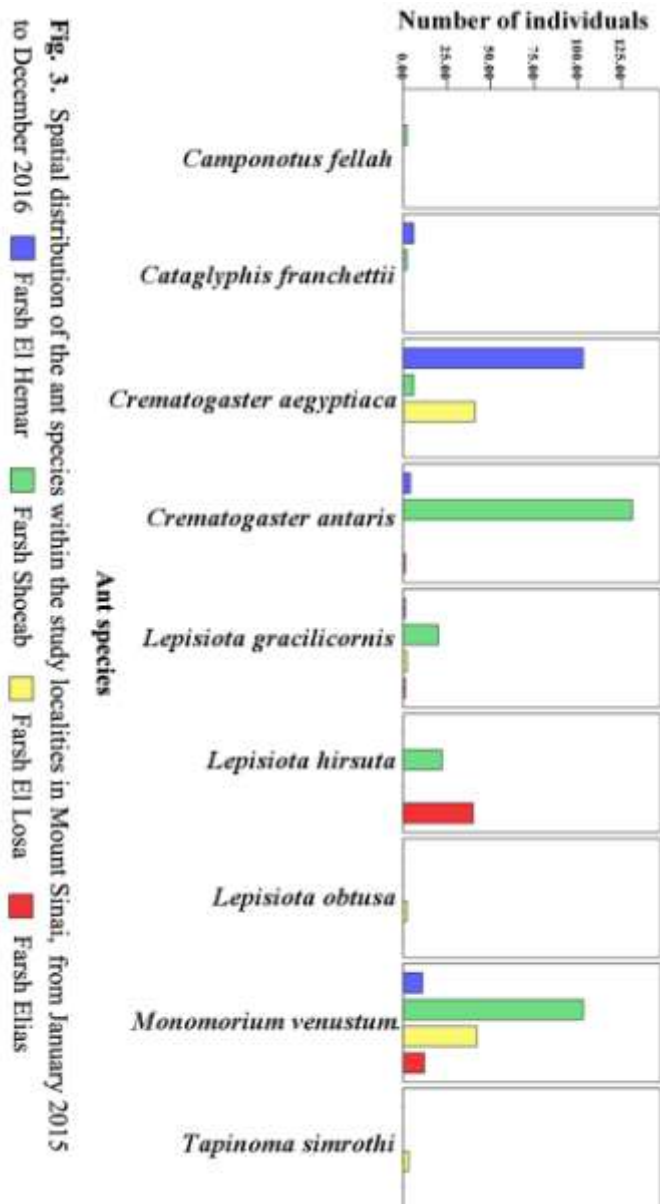 Number of individuals
0.00
25.00
50.00
75.00
100.00
125.00
Camponotus fellah
Cataglyphis franchettii
Crematogaster aegyptiaca
Crematogaster antaris
Lepisiota gracilicornis
Lepisiota hirsuta
Lepisiota obtusa
Monomorium venustum
Tapinoma simrothi
Ant species
Fig. 3. Spatial distribution of the ant species within the study localities in Mount Sinai, from January 2015
to December 2016 Farsh El Hemar Farsh Shoeab Farsh El Losa Farsh Elias